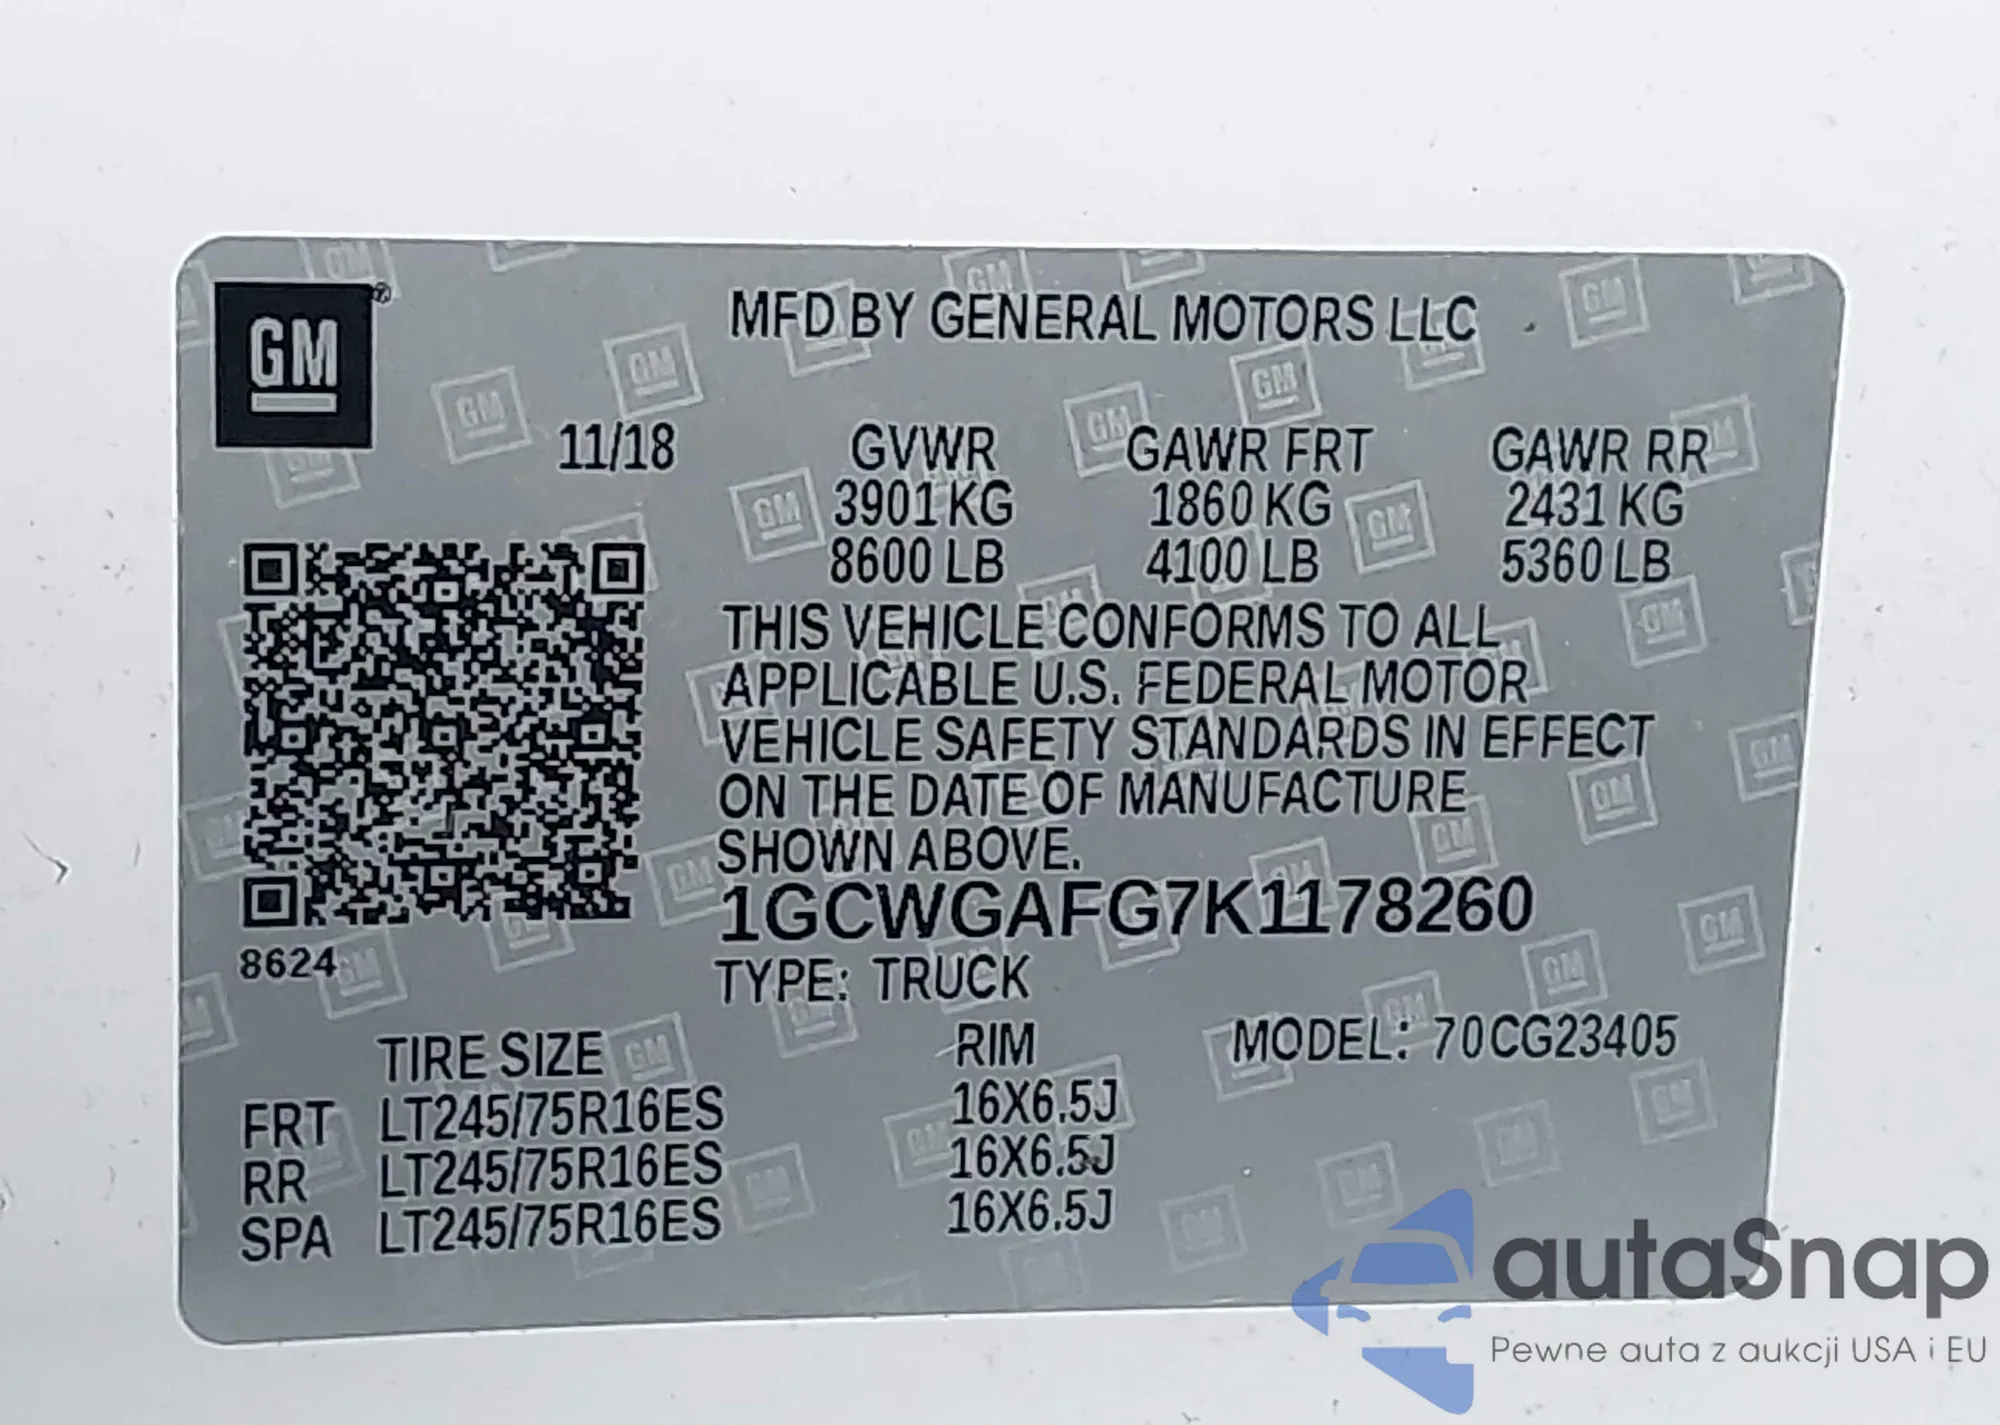 GM
MFD BY GENERAL MOTORS LLC
11/18 GVWR GAWR FRT GAWR RR
3901 KG 1860 KG 2431 KG
8600 LB 4100 LB 5360 LB
THIS VEHICLE CONFORMS TO ALL
APPLICABLE U.S. FEDERAL MOTOR
VEHICLE SAFETY STANDARDS IN EFFECT
ON THE DATE OF MANUFACTURE
SHOWN ABOVE.
1GCWGAFG7K1178260
8624
TYPE: TRUCK
TIRE SIZE RIM MODEL: 70CG23405
FRT LT245/75R16ES 16X6.5J
RR LT245/75R16ES 16X6.5J
SPA LT245/75R16ES 16X6.5J
autaSnap
Pewne auta z aukcji USA i EU